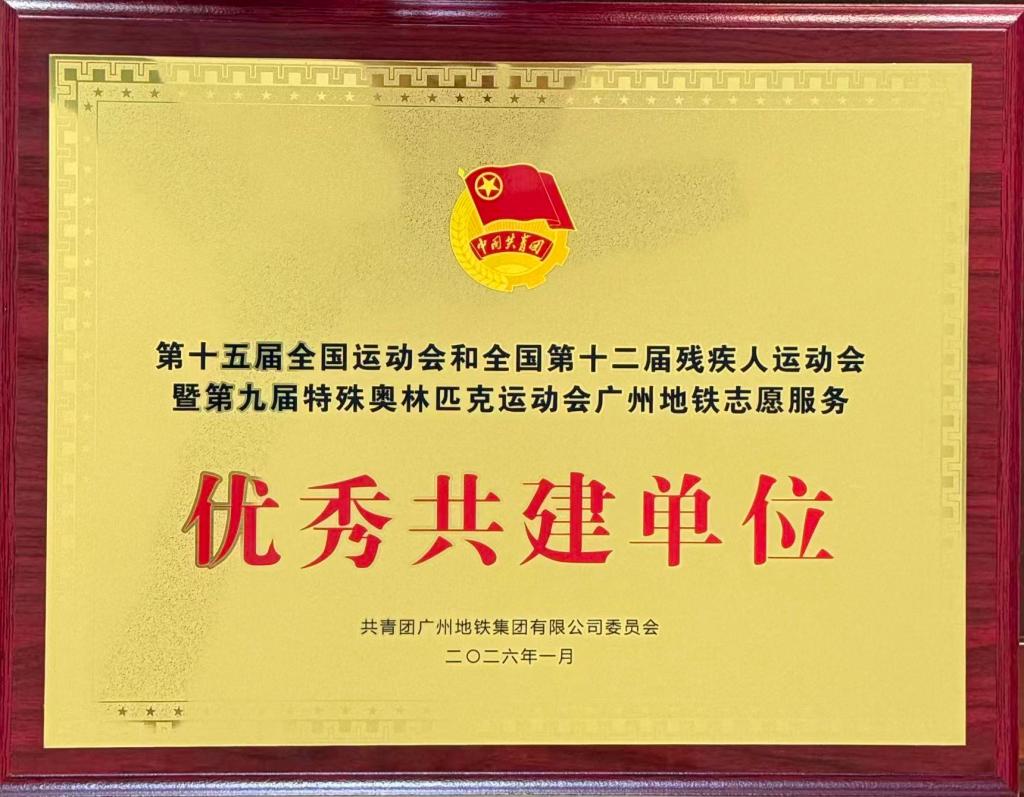 中国共青团
第十五届全国运动会和全国第十二届残疾人运动会
暨第九届特殊奥林匹克运动会广州地铁志愿服务
优秀共建单位
共青团广州地铁集团有限公司委员会
二〇二六年一月